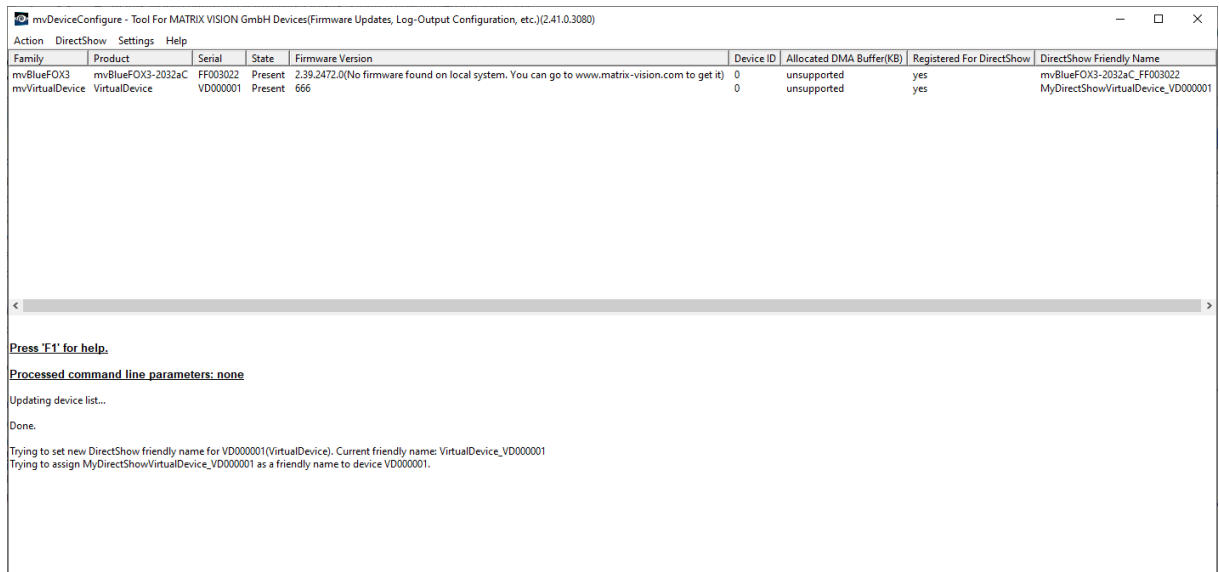 mvDeviceConfigure - Tool For MATRIX VISION GmbH Devices(Firmware Updates, Log-Output Configuration, etc.)(2.41.0.3080)
Action DirectShow Settings Help
Family Product Serial State Firmware Version Device ID Allocated DMA Buffer(KB) Registered For DirectShow DirectShow Friendly Name
mvBlueFOX3 mvBlueFOX3-2032aC FF003022 Present 2.39.2472.0(No firmware found on local system. You can go to www.matrix-vision.com to get it) 0 unsupported yes mvBlueFOX3-2032aC_FF003022
mvVirtualDevice VirtualDevice VD000001 Present 666 0 unsupported yes MyDirectShowVirtualDevice_VD000001
Press 'F1' for help.
Processed command line parameters: none
Updating device list...
Done.
Trying to set new DirectShow friendly name for VD000001(VirtualDevice). Current friendly name: VirtualDevice_VD000001
Trying to assign MyDirectShowVirtualDevice_VD000001 as a friendly name to device VD000001.